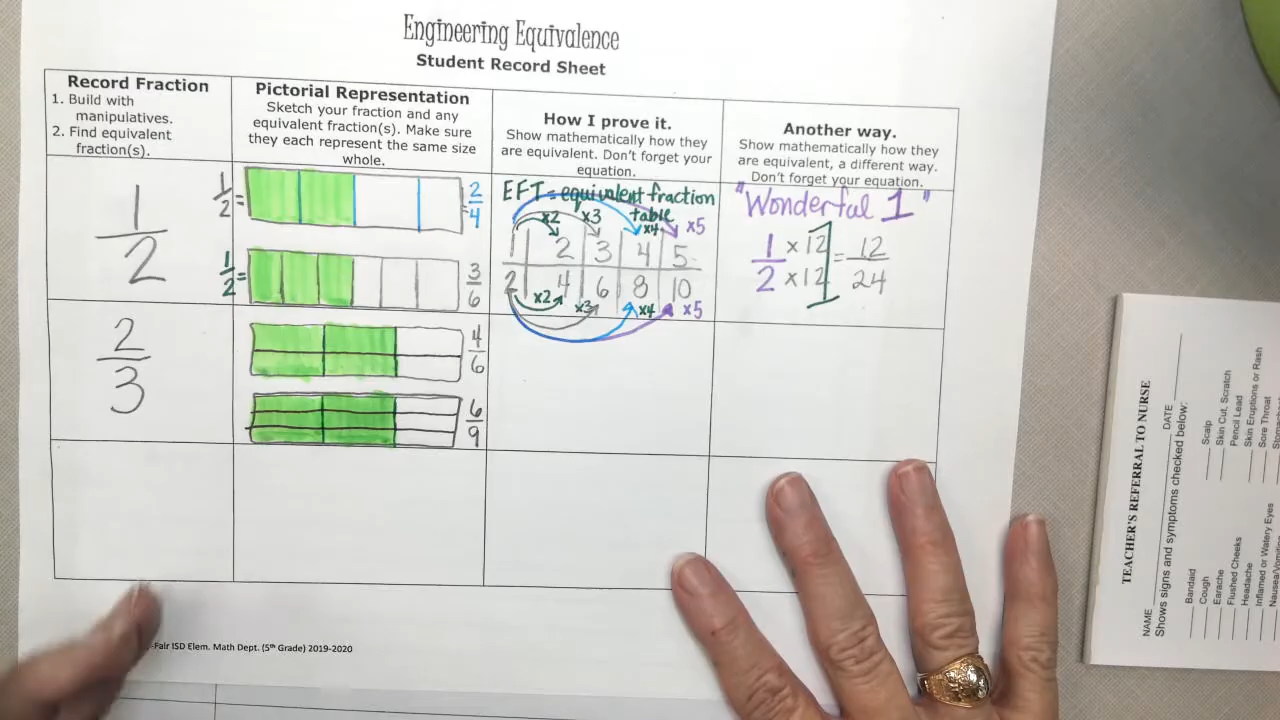 Engineering Equivalence
Student Record Sheet
Record Fraction
1. Build with
manipulatives.
2. Find equivalent
fraction(s).
Pictorial Representation
Sketch your fraction and any
equivalent fraction(s). Make sure
they each represent the same size
whole.
How I prove it.
Show mathematically how they
are equivalent. Don't forget your
equation.
Another way.
Show mathematically how they
are equivalent, a different way.
Don't forget your equation.
1/2
1/2 =
= 2/4
1/2 =
3/6
EFT = equivalent fraction
table
x2 x3 x4 x5
1 2 3 4 5
2 4 6 8 10
x2 x3 x4 x5
"Wonderful 1"
1 x 12 = 12
2 x 12 24
2/3
4/6
6/9
-Fair ISD Elem. Math Dept. (5th Grade) 2019-2020
TEACHER'S REFERRAL TO NURSE
NAME DATE
Shows signs and symptoms checked below:
Bandaid
Cough
Earache
Flushed Cheeks
Headache
Inflamed or Watery Eyes
Scalp
Skin Cut, Scratch
Pencil Lead
Skin Eruptions or Rash
Sore Throat